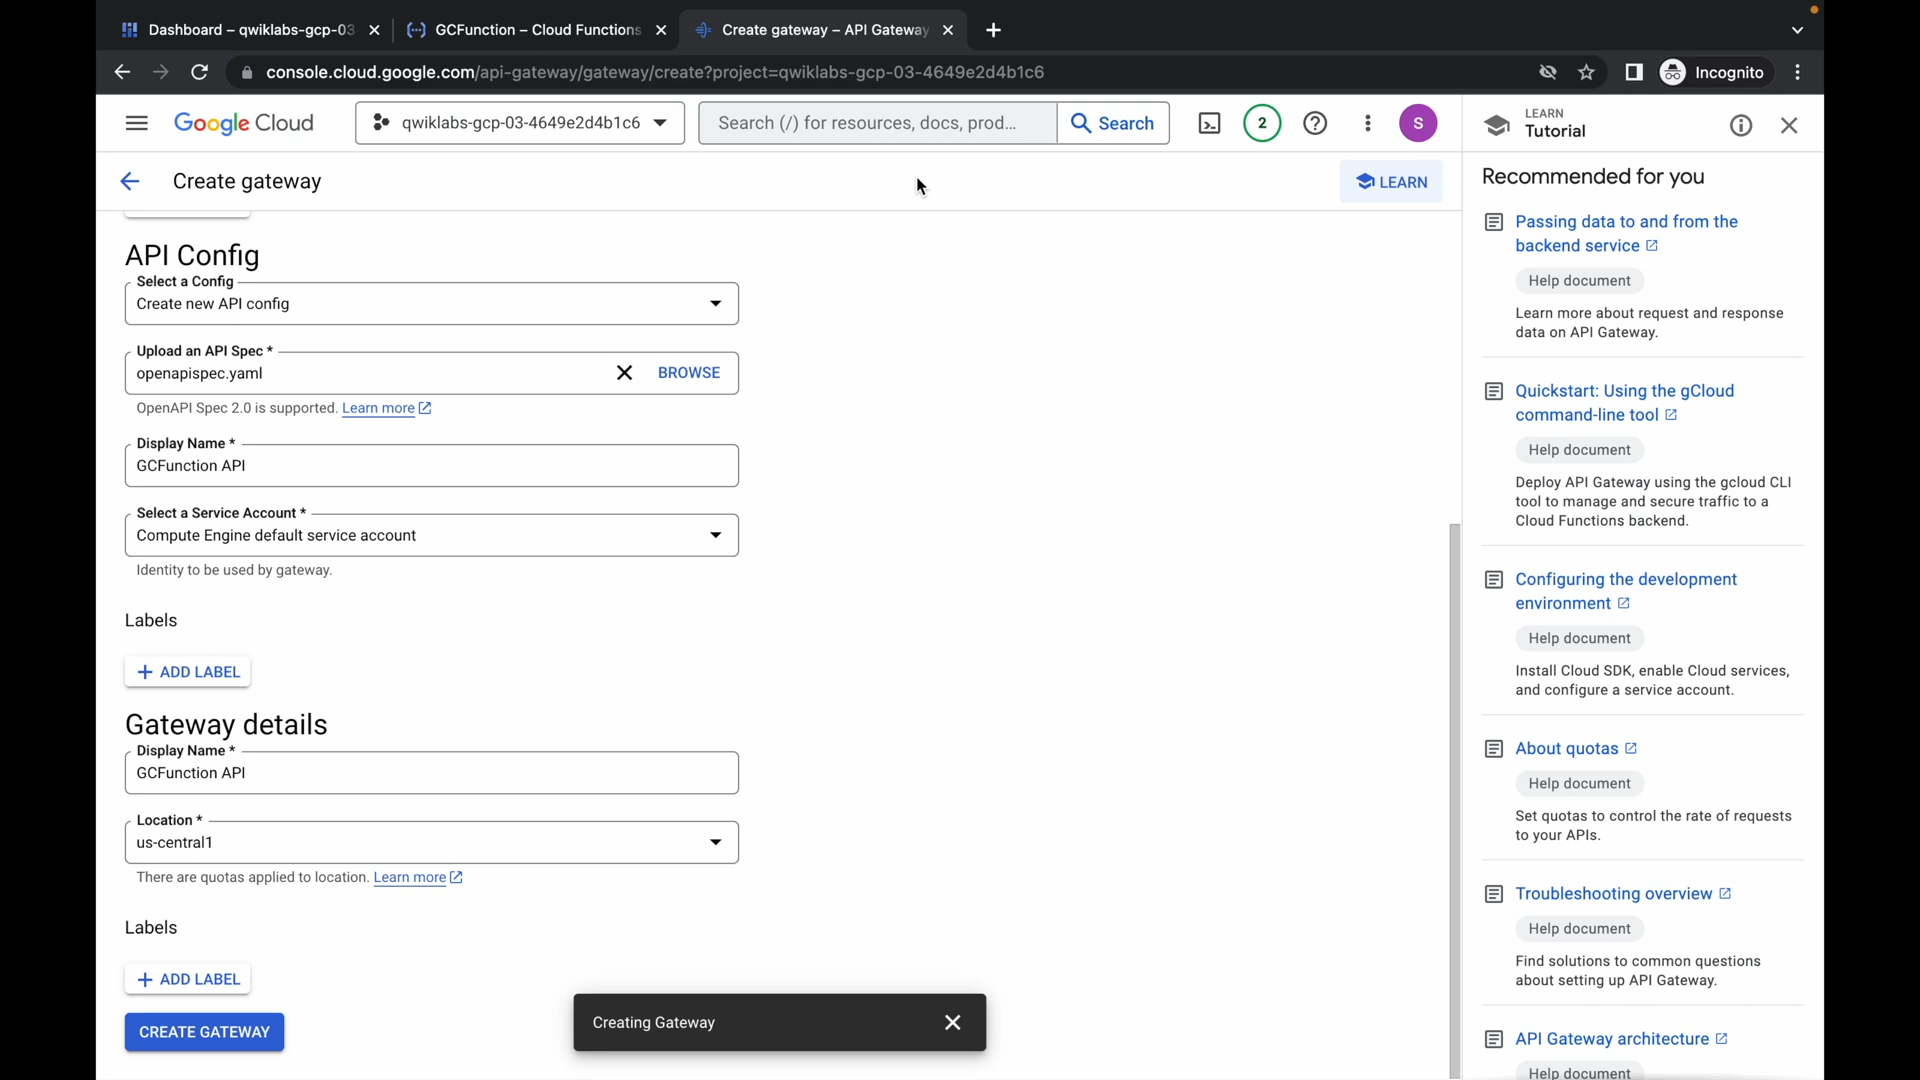 Dashboard – qwiklabs-gcp-03
GCFunction – Cloud Functions
Create gateway – API Gateway
console.cloud.google.com/api-gateway/gateway/create?project=qwiklabs-gcp-03-4649e2d4b1c6
Incognito
Google Cloud
qwiklabs-gcp-03-4649e2d4b1c6
Search (/) for resources, docs, prod...
Search
2
S
LEARN
Tutorial
Create gateway
LEARN
API Config
Select a Config
Create new API config
Upload an API Spec *
openapispec.yaml
BROWSE
OpenAPI Spec 2.0 is supported. Learn more
Display Name *
GCFunction API
Select a Service Account *
Compute Engine default service account
Identity to be used by gateway.
Labels
ADD LABEL
Gateway details
Display Name *
GCFunction API
Location *
us-central1
There are quotas applied to location. Learn more
Labels
ADD LABEL
CREATE GATEWAY
Creating Gateway
Recommended for you
Passing data to and from the
backend service
Help document
Learn more about request and response
data on API Gateway.
Quickstart: Using the gCloud
command-line tool
Help document
Deploy API Gateway using the gcloud CLI
tool to manage and secure traffic to a
Cloud Functions backend.
Configuring the development
environment
Help document
Install Cloud SDK, enable Cloud services,
and configure a service account.
About quotas
Help document
Set quotas to control the rate of requests
to your APIs.
Troubleshooting overview
Help document
Find solutions to common questions
about setting up API Gateway.
API Gateway architecture
Help document